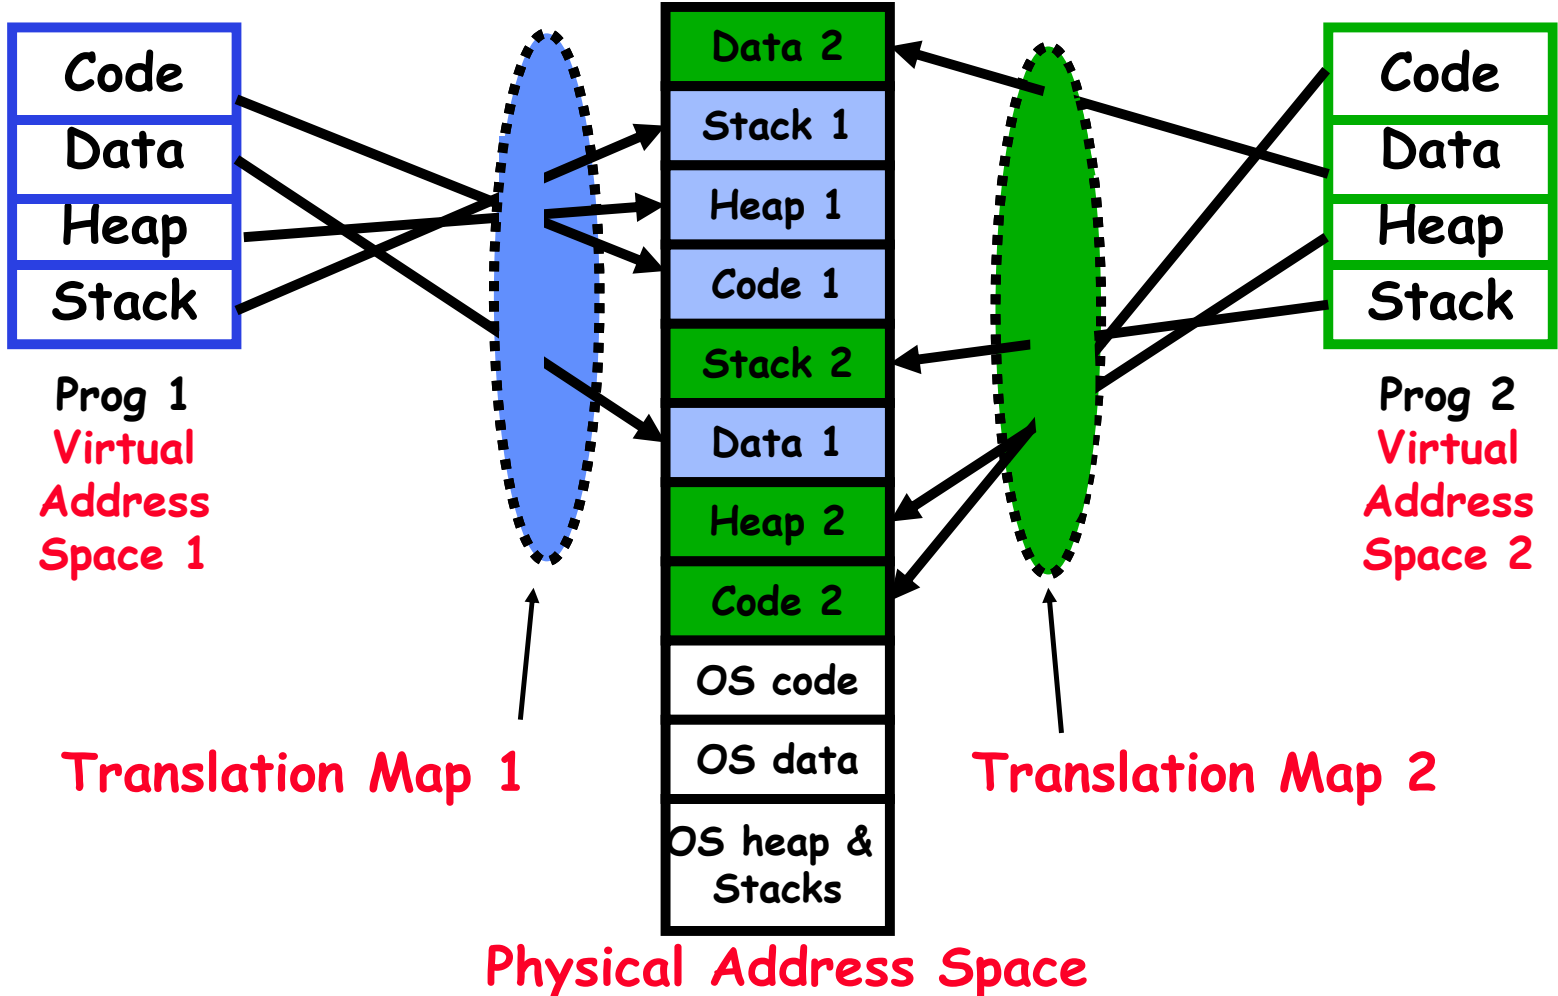 Code
Data
Heap
Stack
Prog 1
Virtual
Address
Space 1
Translation Map 1
Data 2
Stack 1
Heap 1
Code 1
Stack 2
Data 1
Heap 2
Code 2
OS code
OS data
OS heap &
Stacks
Physical Address Space
Code
Data
Heap
Stack
Prog 2
Virtual
Address
Space 2
Translation Map 2